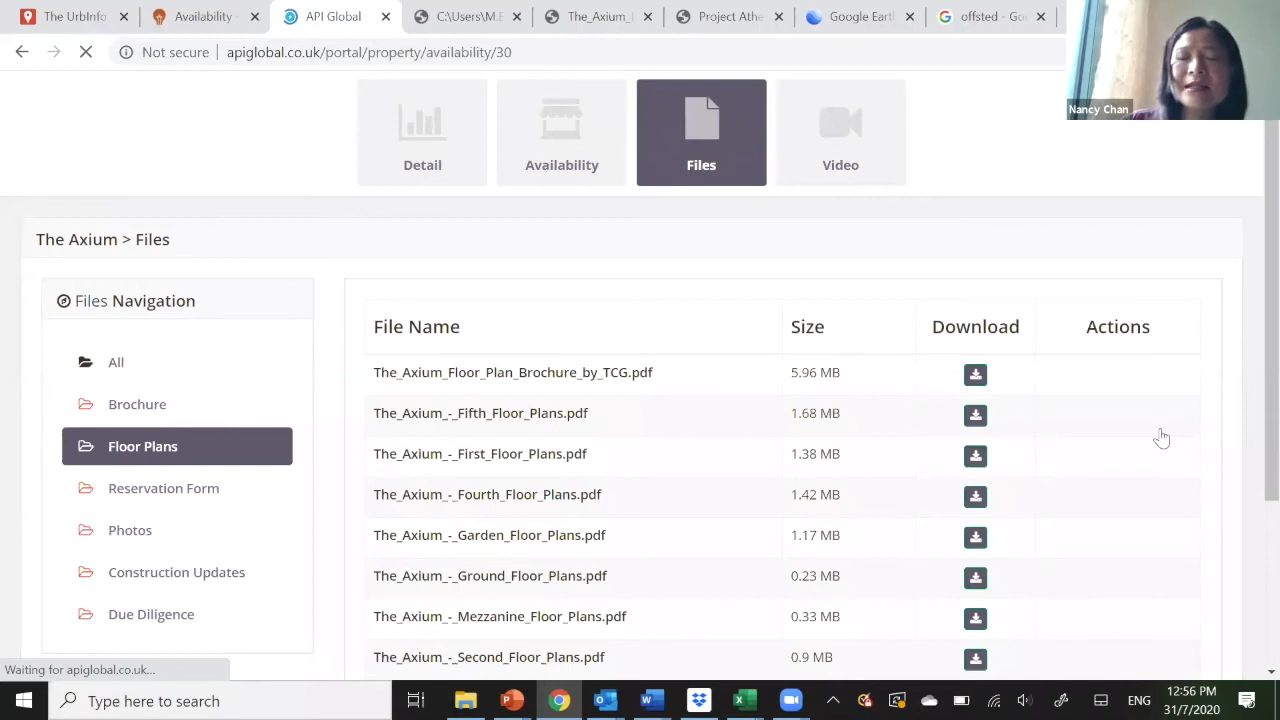 The UrbInfo
Availability -
API Global
C:\Users\M.E
The_Axium_
Project Athe
Google Earth
offsted - Goo
Not secure
apiglobal.co.uk/portal/property/availability/30
Nancy Chan
Detail
Availability
Files
Video
The Axium > Files
Files Navigation
All
Brochure
Floor Plans
Reservation Form
Photos
Construction Updates
Due Diligence
File Name Size Download Actions
The_Axium_Floor_Plan_Brochure_by_TCG.pdf 5.96 MB
The_Axium_-_Fifth_Floor_Plans.pdf 1.68 MB
The_Axium_-_First_Floor_Plans.pdf 1.38 MB
The_Axium_-_Fourth_Floor_Plans.pdf 1.42 MB
The_Axium_-_Garden_Floor_Plans.pdf 1.17 MB
The_Axium_-_Ground_Floor_Plans.pdf 0.23 MB
The_Axium_-_Mezzanine_Floor_Plans.pdf 0.33 MB
The_Axium_-_Second_Floor_Plans.pdf 0.9 MB
Waiting for apiglobal.co.uk...
Type here to search
ENG
12:56 PM
31/7/2020